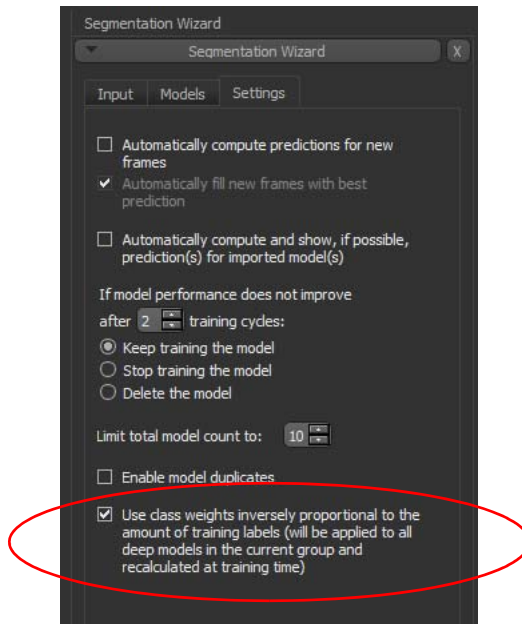 Segmentation Wizard
Segmentation Wizard X
Input Models Settings
Automatically compute predictions for new
frames
Automatically fill new frames with best
prediction
Automatically compute and show, if possible,
prediction(s) for imported model(s)
If model performance does not improve
after 2 training cycles:
Keep training the model
Stop training the model
Delete the model
Limit total model count to: 10
Enable model duplicates
Use class weights inversely proportional to the
amount of training labels (will be applied to all
deep models in the current group and
recalculated at training time)